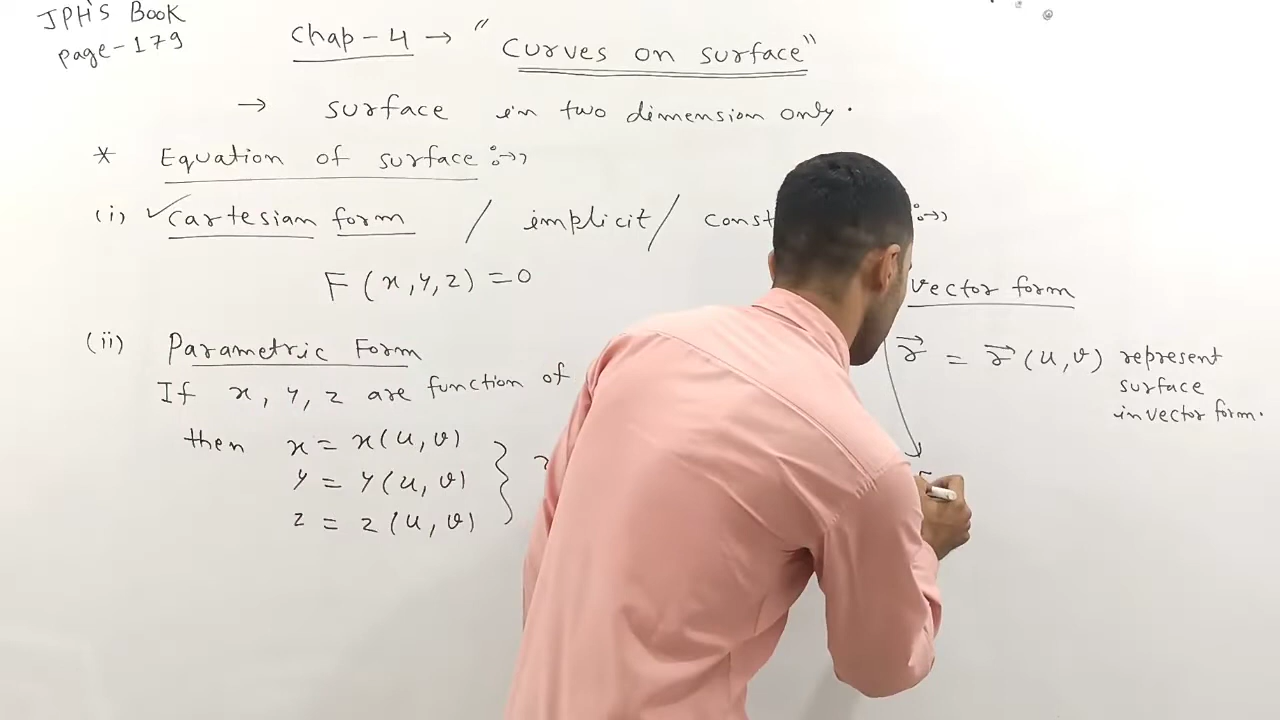 JPH'S Book
page-179
Chap-4 → "Curves on surface"
→ surface in two dimension only.
* Equation of surface :→
(i) ✓Cartesian form / implicit / const :→
F(x,y,z)=0
vector form
r⃗ = r⃗(u,v) represent
surface
in vector form.
(ii) Parametric Form
If x, y, z are function of
then x = x(u,v)
y = y(u,v)
z = z(u,v)